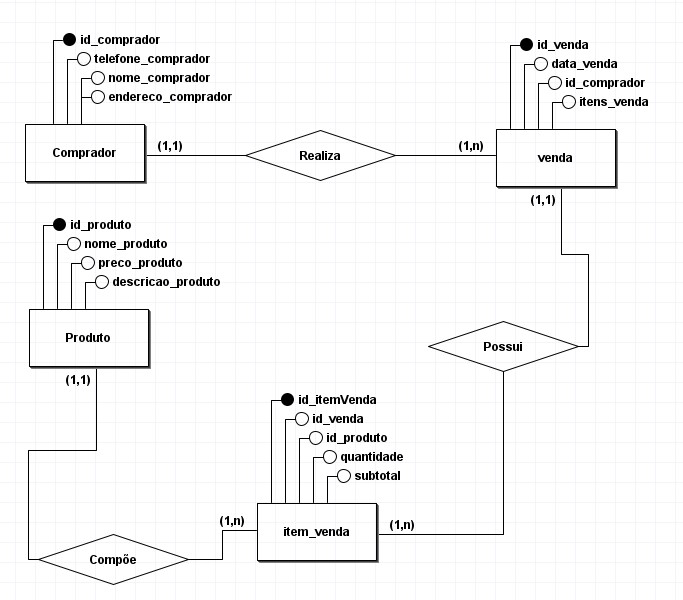 id_comprador
telefone_comprador
nome_comprador
endereco_comprador
Comprador
(1,1)
Realiza
(1,n)
id_venda
data_venda
id_comprador
itens_venda
venda
(1,1)
id_produto
nome_produto
preco_produto
descricao_produto
Produto
(1,1)
Possui
id_itemVenda
id_venda
id_produto
quantidade
subtotal
item_venda
(1,n)
(1,n)
Compõe